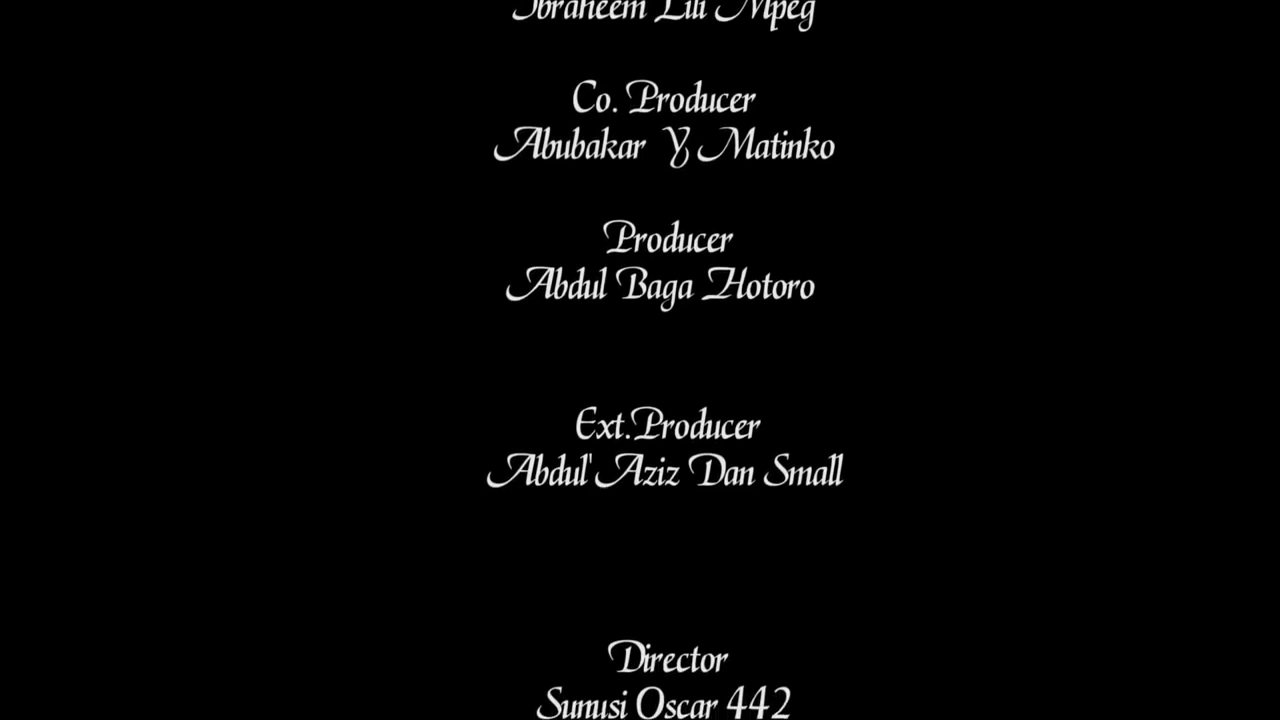 Ibraheem Lili Mpeg
Co. Producer
Abubakar Y, Matinko
Producer
Abdul Baga Hotoro
Ext.Producer
Abdul'Aziz Dan Small
Director
Sunusi Oscar 442